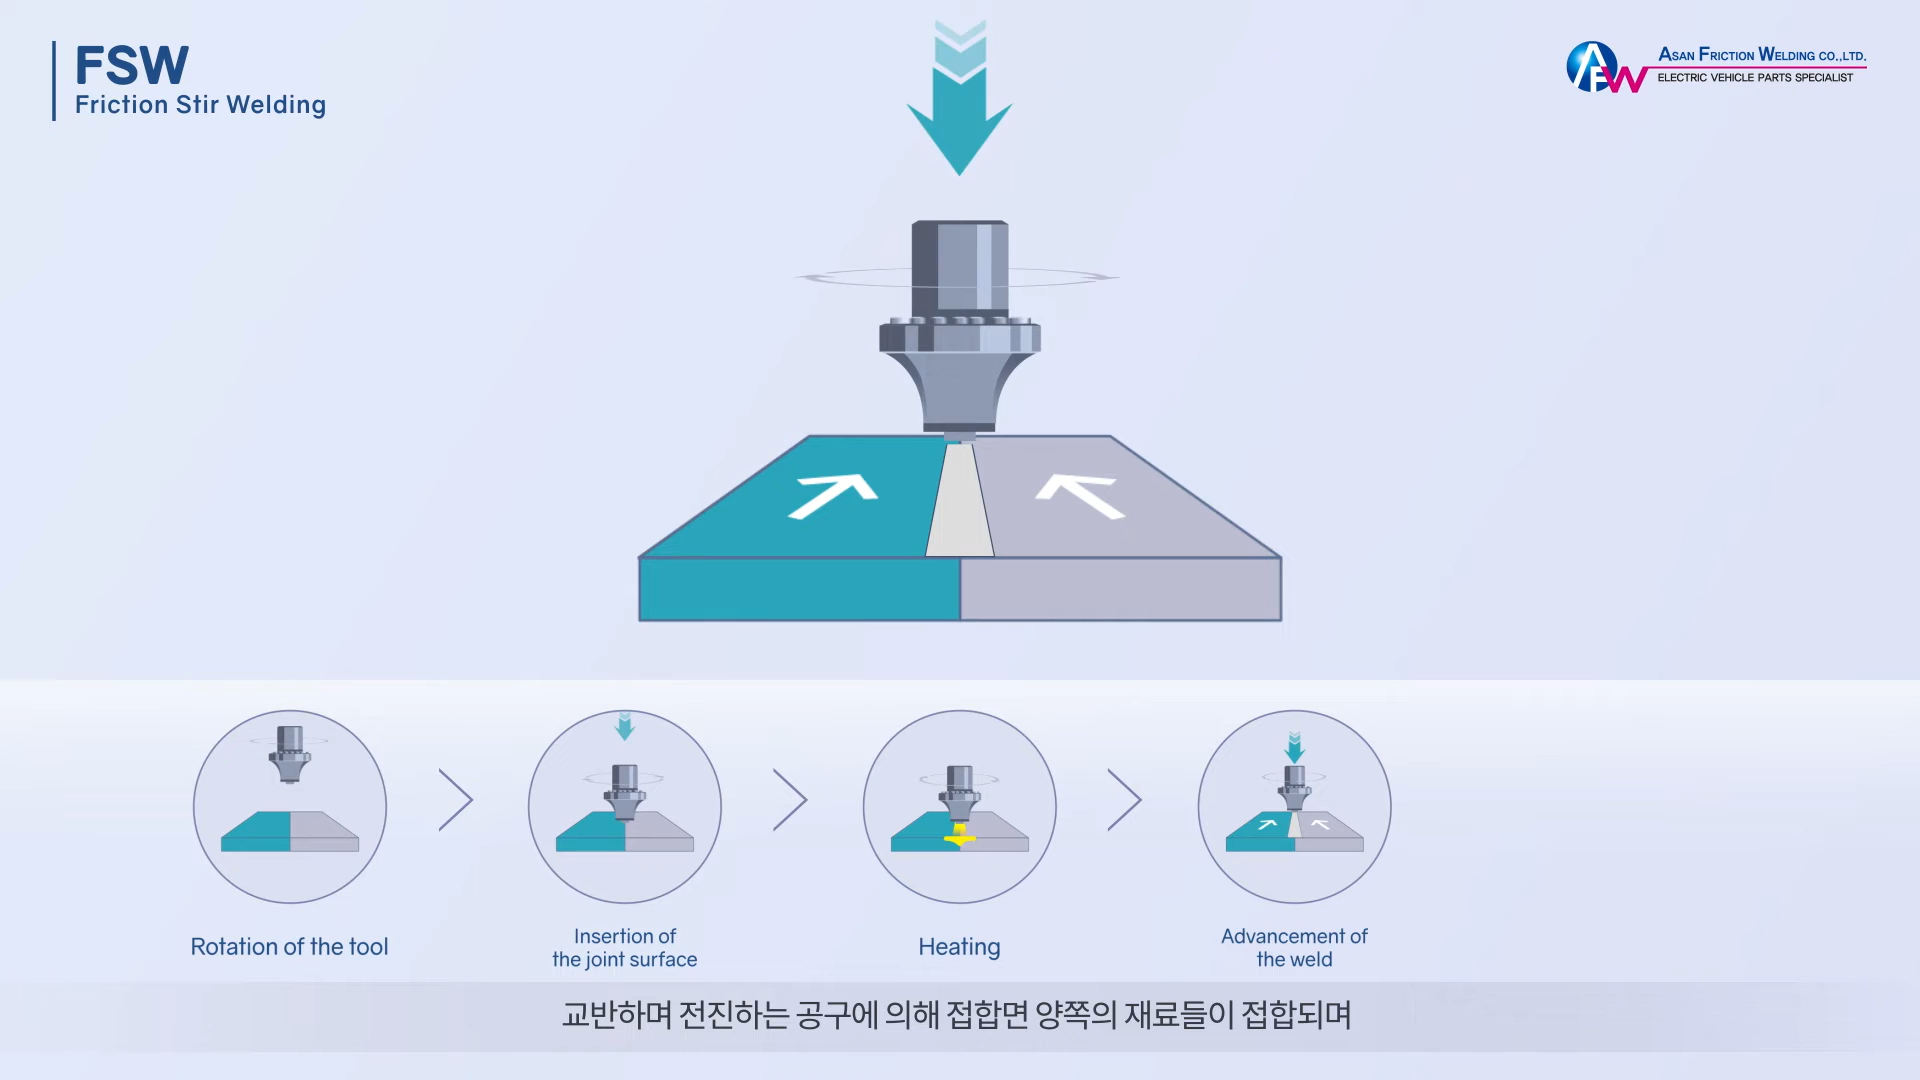 FSW
Friction Stir Welding
AFW
ASAN FRICTION WELDING CO.,LTD.
ELECTRIC VEHICLE PARTS SPECIALIST
Rotation of the tool
Insertion of
the joint surface
Heating
Advancement of
the weld
교반하며 전진하는 공구에 의해 접합면 양쪽의 재료들이 접합되며